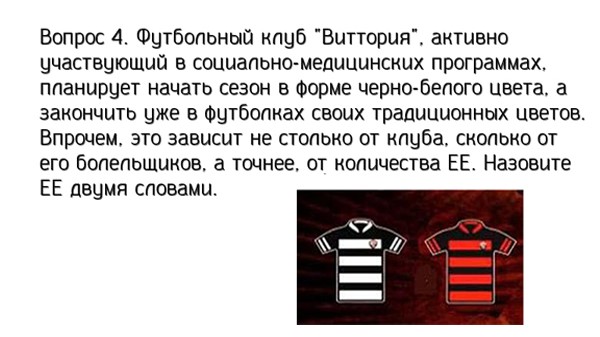 Вопрос 4. Футбольный клуб "Виттория", активно
участвующий в социально-медицинских программах,
планирует начать сезон в форме черно-белого цвета, а
закончить уже в футболках своих традиционных цветов.
Впрочем, это зависит не столько от клуба, сколько от
его болельщиков, а точнее, от количества ЕЕ. Назовите
ЕЕ двумя словами.